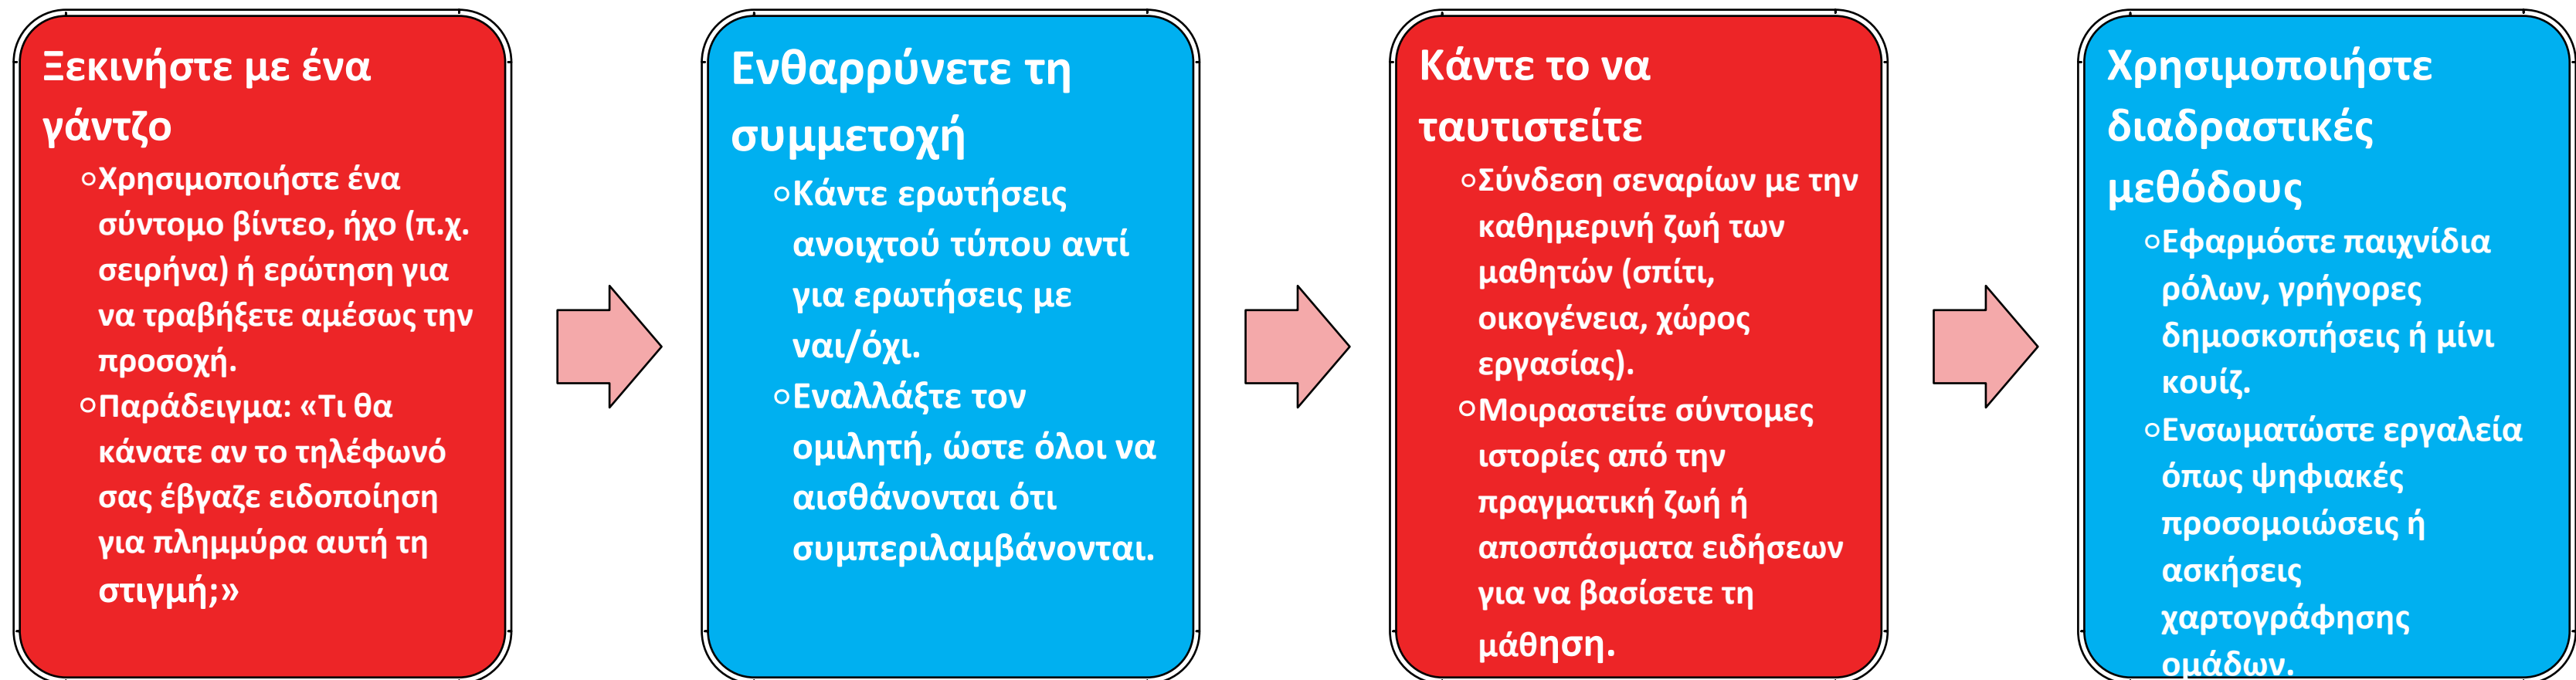 Ξεκινήστε με ένα
γάντζο
○Χρησιμοποιήστε ένα
σύντομο βίντεο, ήχο (π.χ.
σειρήνα) ή ερώτηση για
να τραβήξετε αμέσως την
προσοχή.
○Παράδειγμα: «Τι θα
κάνατε αν το τηλέφωνό
σας έβγαζε ειδοποίηση
για πλημμύρα αυτή τη
στιγμή;»
Ενθαρρύνετε τη
συμμετοχή
○Κάντε ερωτήσεις
ανοιχτού τύπου αντί
για ερωτήσεις με
ναι/όχι.
○Εναλλάξτε τον
ομιλητή, ώστε όλοι να
αισθάνονται ότι
συμπεριλαμβάνονται.
Κάντε το να
ταυτιστείτε
○Σύνδεση σεναρίων με την
καθημερινή ζωή των
μαθητών (σπίτι,
οικογένεια, χώρος
εργασίας).
○Μοιραστείτε σύντομες
ιστορίες από την
πραγματική ζωή ή
αποσπάσματα ειδήσεων
για να βασίσετε τη
μάθηση.
Χρησιμοποιήστε
διαδραστικές
μεθόδους
○Εφαρμόστε παιχνίδια
ρόλων, γρήγορες
δημοσκοπήσεις ή μίνι
κουίζ.
○Ενσωματώστε εργαλεία
όπως ψηφιακές
προσομοιώσεις ή
ασκήσεις
χαρτογράφησης
ομάδων.